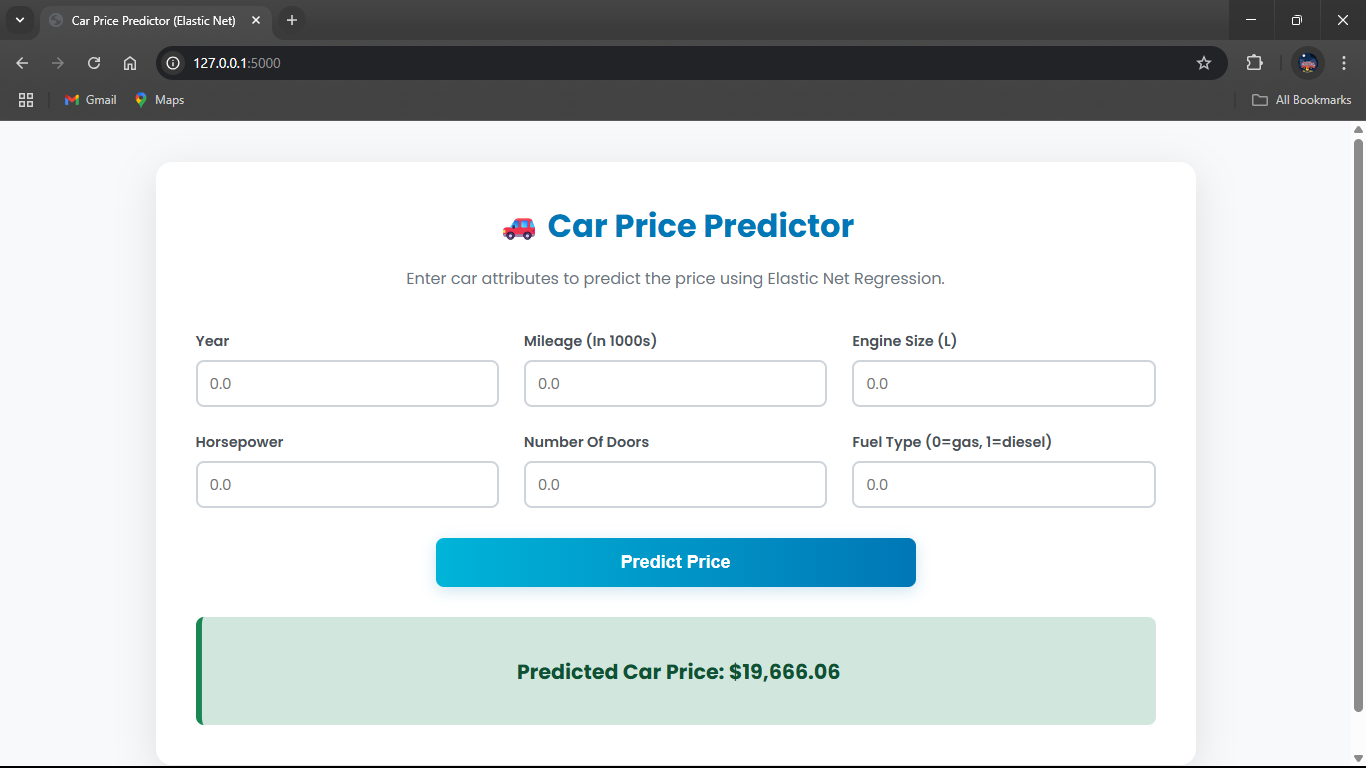 Car Price Predictor (Elastic Net)
127.0.0.1:5000
Gmail
Maps
All Bookmarks
Car Price Predictor
Enter car attributes to predict the price using Elastic Net Regression.
Year
Mileage (In 1000s)
Engine Size (L)
0.0
0.0
0.0
Horsepower
Number Of Doors
Fuel Type (0=gas, 1=diesel)
0.0
0.0
0.0
Predict Price
Predicted Car Price: $19,666.06